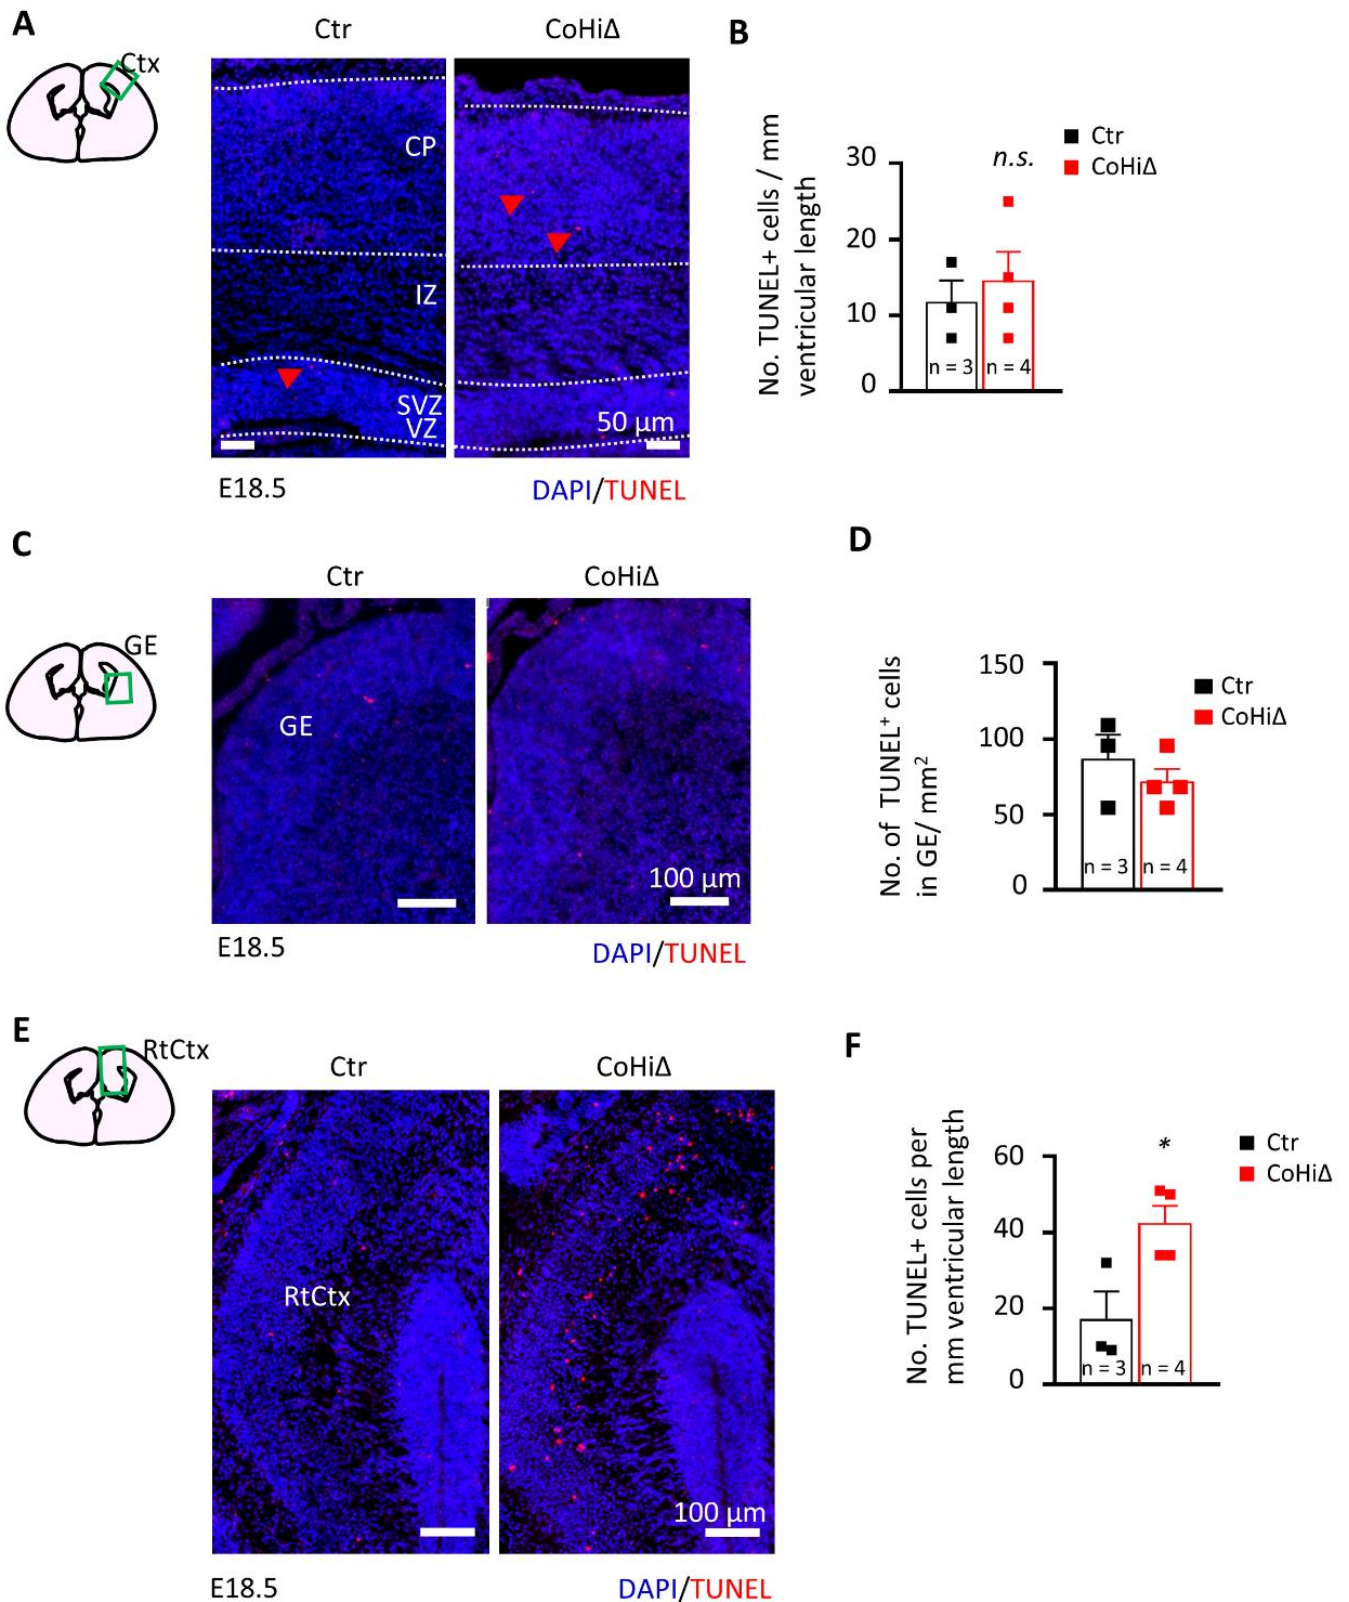 A
Ctr
CoHiΔ
Ctx
CP
IZ
SVZ
VZ
50 µm
E18.5
DAPI/TUNEL
B
No. TUNEL+ cells / mm
ventricular length
30
20
10
0
n.s.
Ctr
CoHiΔ
n = 3
n = 4
C
Ctr
CoHiΔ
GE
GE
100 µm
E18.5
DAPI/TUNEL
D
No. of TUNEL⁺ cells
in GE/ mm²
150
100
50
0
Ctr
CoHiΔ
n = 3
n = 4
E
RtCtx
Ctr
CoHiΔ
RtCtx
100 µm
E18.5
DAPI/TUNEL
F
No. TUNEL+ cells per
mm ventricular length
60
40
20
0
*
Ctr
CoHiΔ
n = 3
n = 4